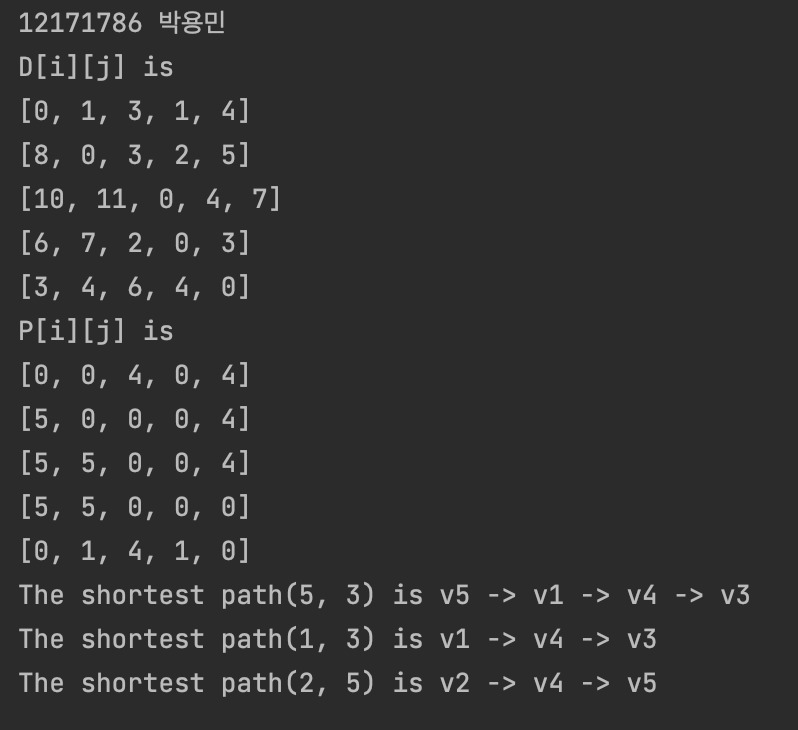 12171786 박용민
D[i][j] is
[0, 1, 3, 1, 4]
[8, 0, 3, 2, 5]
[10, 11, 0, 4, 7]
[6, 7, 2, 0, 3]
[3, 4, 6, 4, 0]
P[i][j] is
[0, 0, 4, 0, 4]
[5, 0, 0, 0, 4]
[5, 5, 0, 0, 4]
[5, 5, 0, 0, 0]
[0, 1, 4, 1, 0]
The shortest path(5, 3) is v5 -> v1 -> v4 -> v3
The shortest path(1, 3) is v1 -> v4 -> v3
The shortest path(2, 5) is v2 -> v4 -> v5